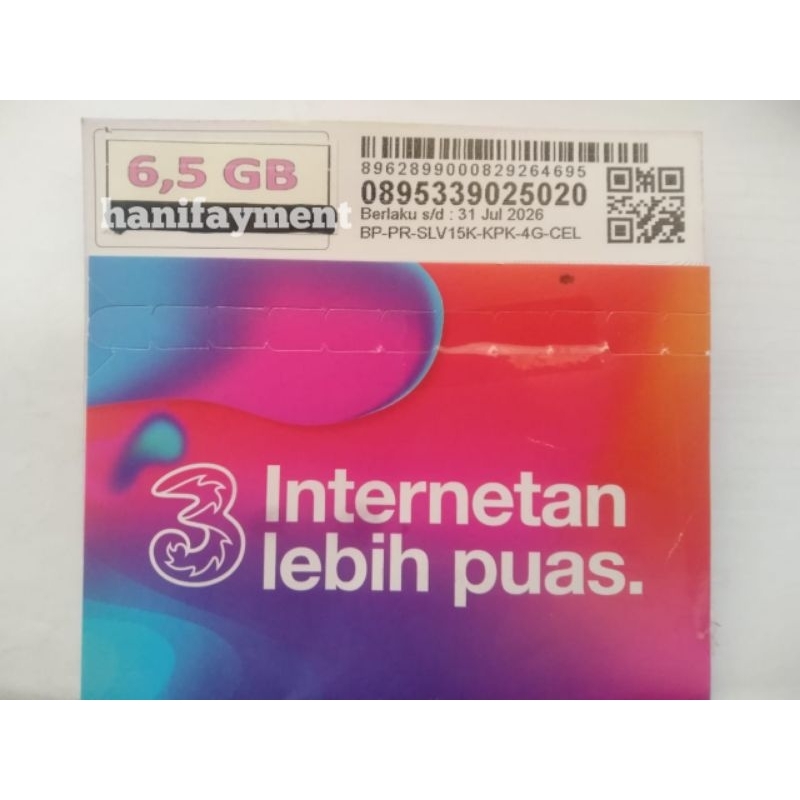 6,5 GB
hanifayment
8962899000829264695
0895339025020
Berlaku s/d : 31 Jul 2026
BP-PR-SLV15K-KPK-4G-CEL
3 Internetan
lebih puas.